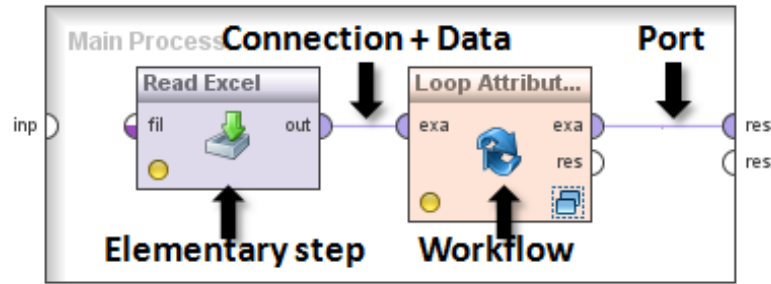 Main Process
Connection + Data
Port
Read Excel
Loop Attribut...
inp
fil
out
exa
exa
res
res
res
Elementary step
Workflow